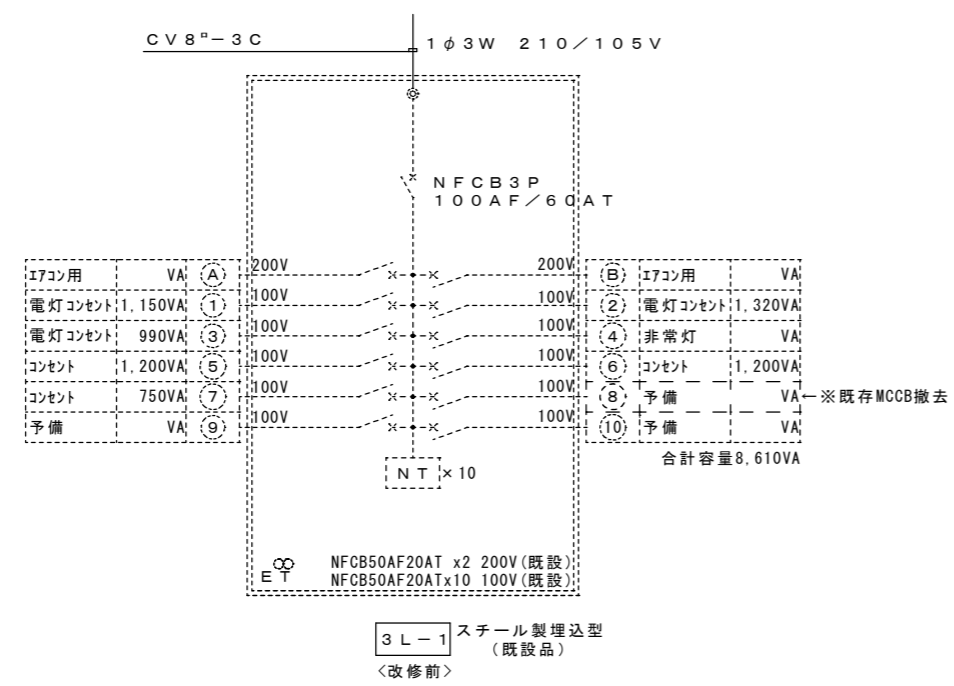 CV8□-3C
1φ3W 210/105V
NFCB3P
100AF/60AT
エアコン用 VA A 200V 200V B エアコン用 VA
電灯コンセント 1,150VA 1 100V 100V 2 電灯コンセント 1,320VA
電灯コンセント 990VA 3 100V 100V 4 非常灯 VA
コンセント 1,200VA 5 100V 100V 6 コンセント 1,200VA
コンセント 750VA 7 100V 100V 8 予備 VA ←※既存MCCB撤去
予備 VA 9 100V 100V 10 予備 VA
合計容量8,610VA
NT ×10
ET
NFCB50AF20AT x2 200V(既設)
NFCB50AF20ATx10 100V(既設)
3L-1 スチール製埋込型
(既設品)
<改修前>